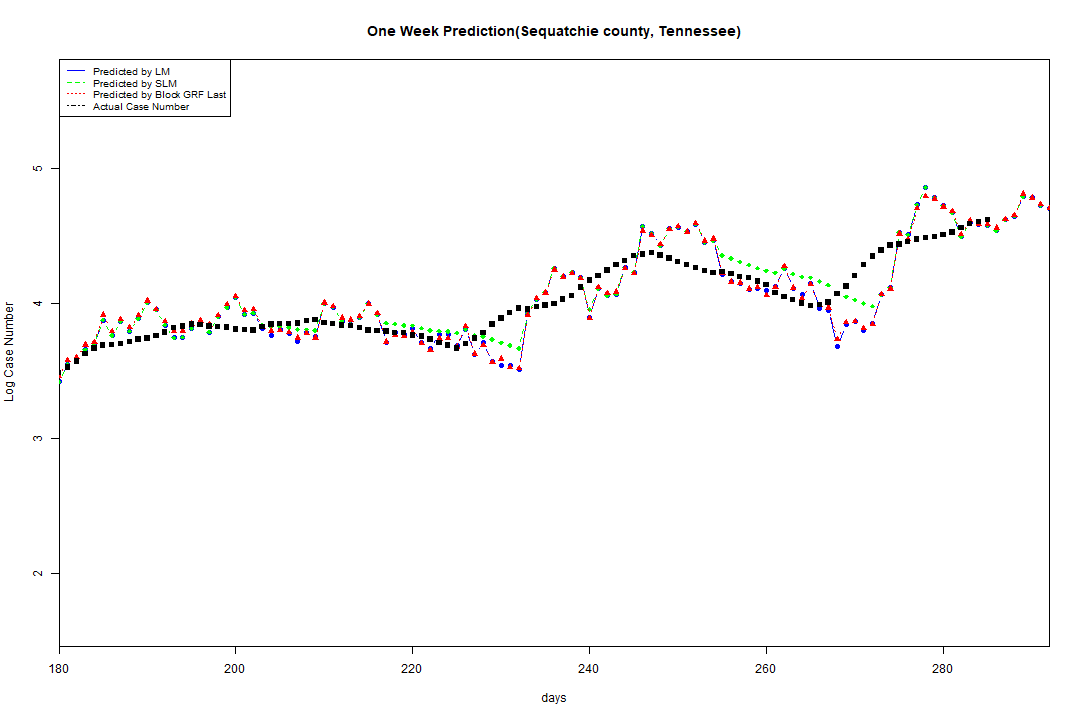 One Week Prediction(Sequatchie county, Tennessee)
Predicted by LM
Predicted by SLM
Predicted by Block GRF Last
Actual Case Number
5
4
3
2
Log Case Number
180 200 220 240 260 280
days